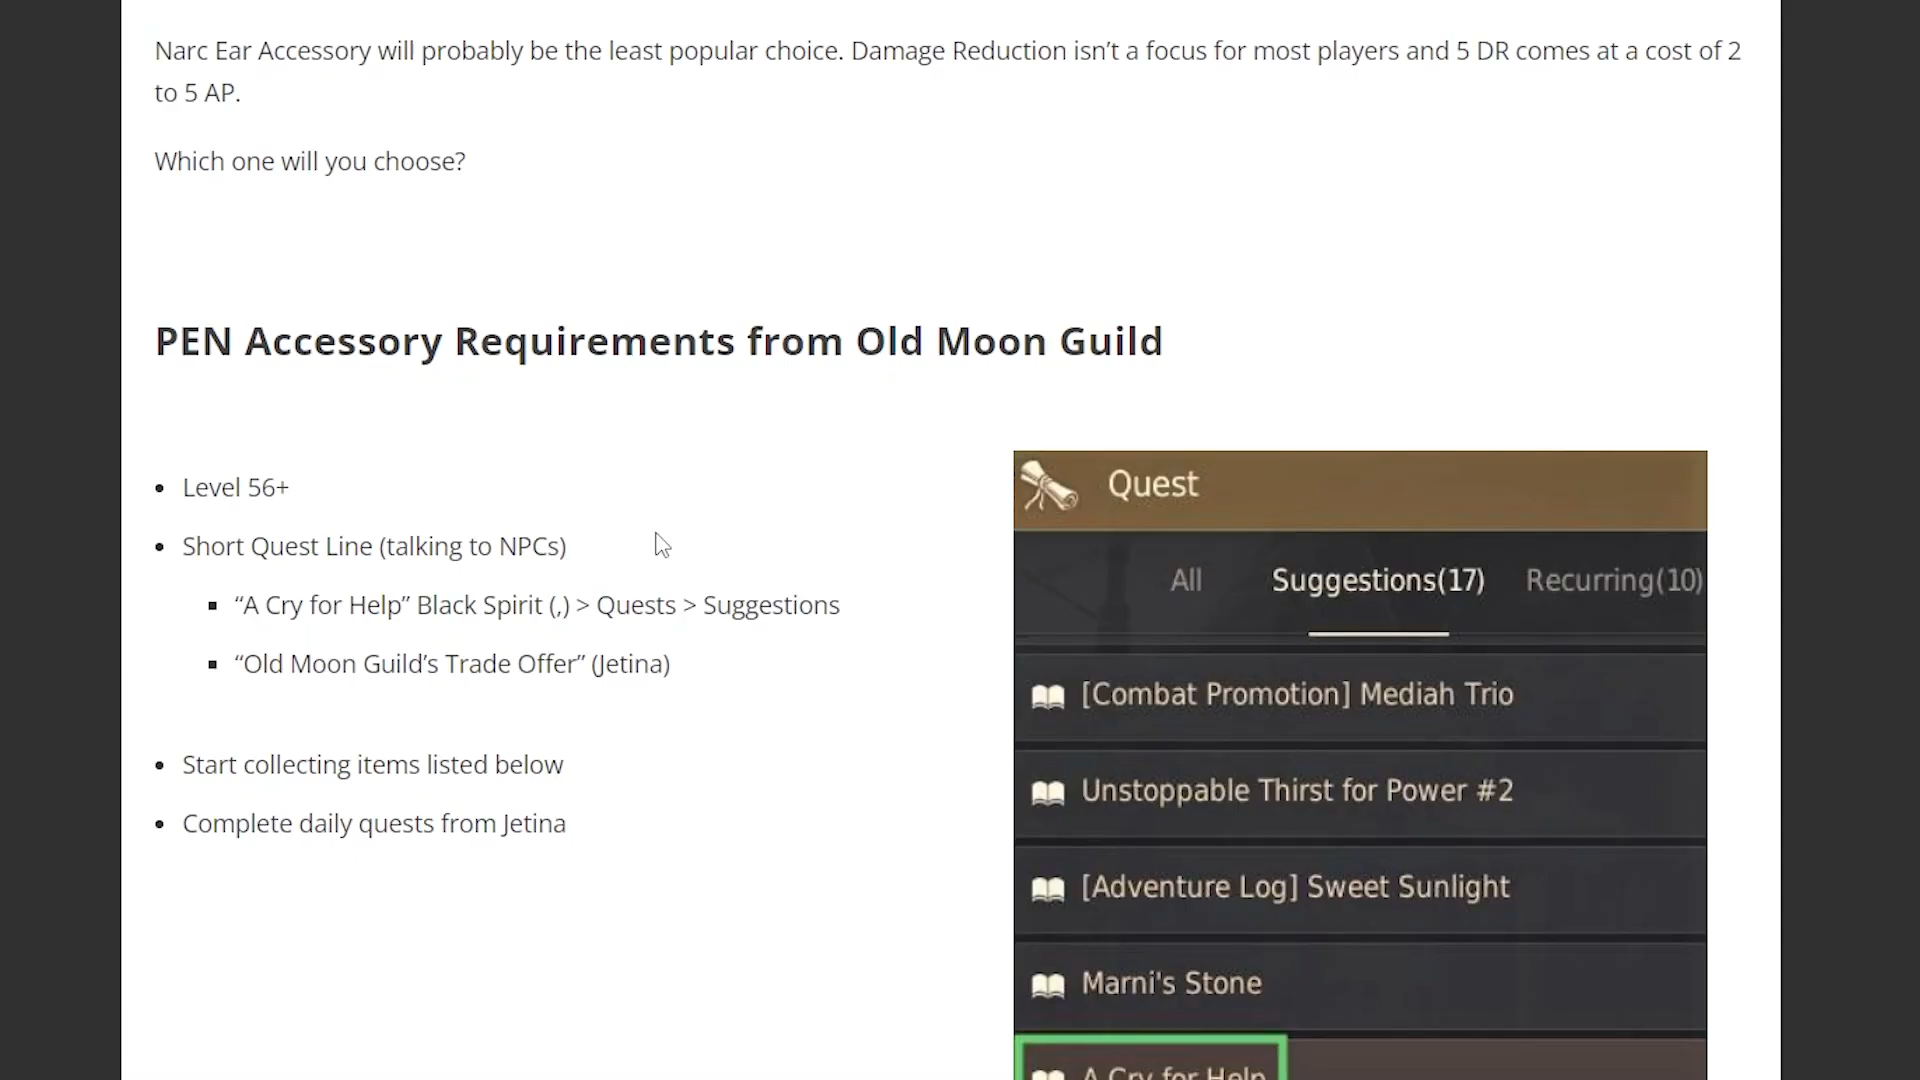 Narc Ear Accessory will probably be the least popular choice. Damage Reduction isn’t a focus for most players and 5 DR comes at a cost of 2
to 5 AP.
Which one will you choose?
PEN Accessory Requirements from Old Moon Guild
• Level 56+
• Short Quest Line (talking to NPCs)
▪ “A Cry for Help” Black Spirit (,) > Quests > Suggestions
▪ “Old Moon Guild’s Trade Offer” (Jetina)
• Start collecting items listed below
• Complete daily quests from Jetina
Quest
All Suggestions(17) Recurring(10)
[Combat Promotion] Mediah Trio
Unstoppable Thirst for Power #2
[Adventure Log] Sweet Sunlight
Marni's Stone
A Cry for Help